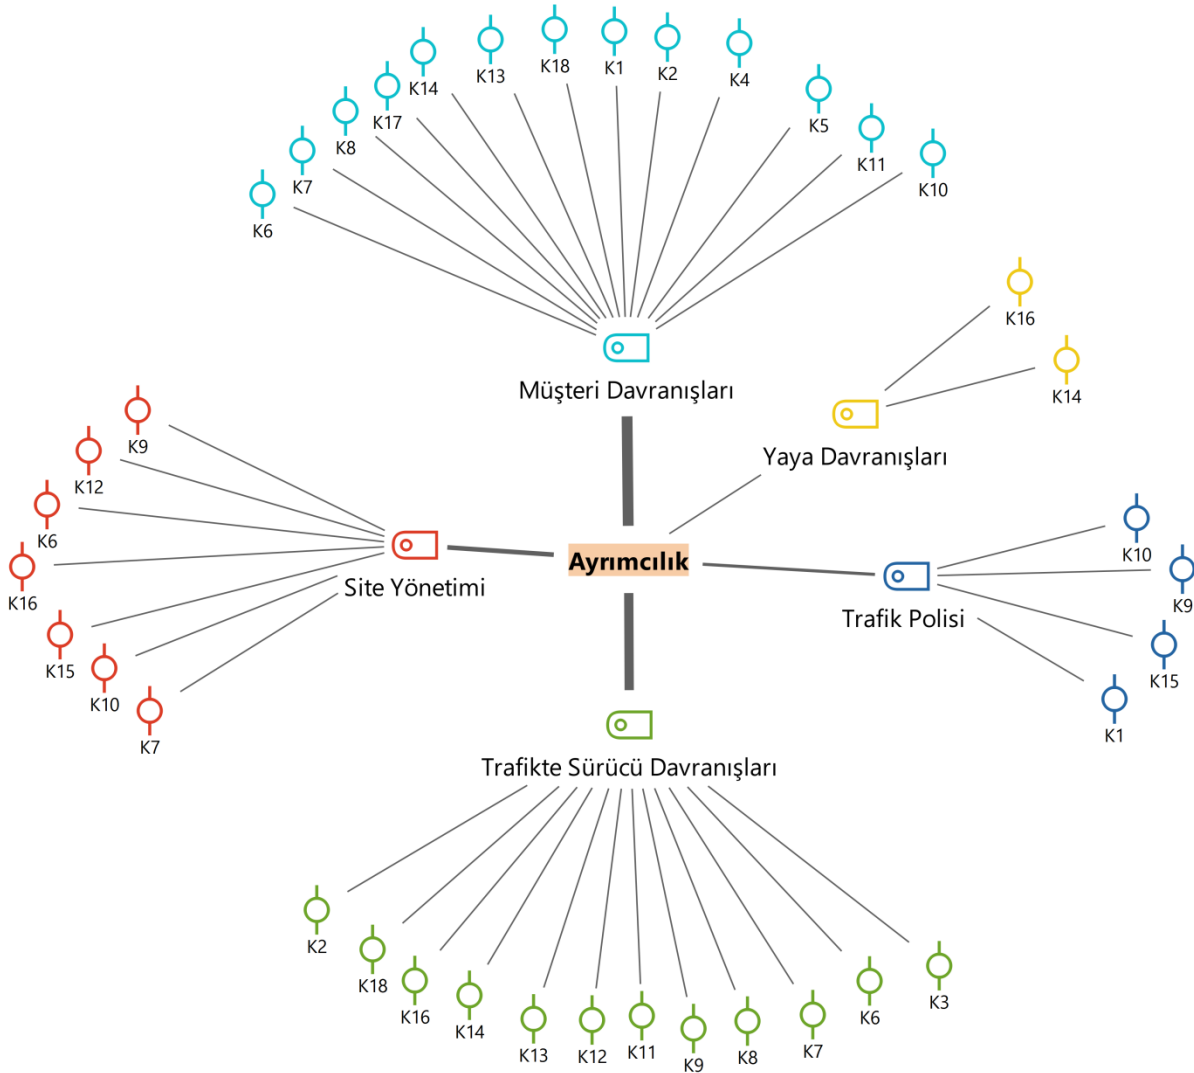 K14
K13
K18
K1
K2
K4
K17
K5
K8
K11
K7
K10
K6
K16
Müşteri Davranışları
K14
K9
Yaya Davranışları
K12
K6
K10
Ayrımcılık
K16
Site Yönetimi
K9
Trafik Polisi
K15
K15
K10
K1
K7
Trafikte Sürücü Davranışları
K2
K18
K16
K14
K13
K12
K11
K9
K8
K7
K6
K3